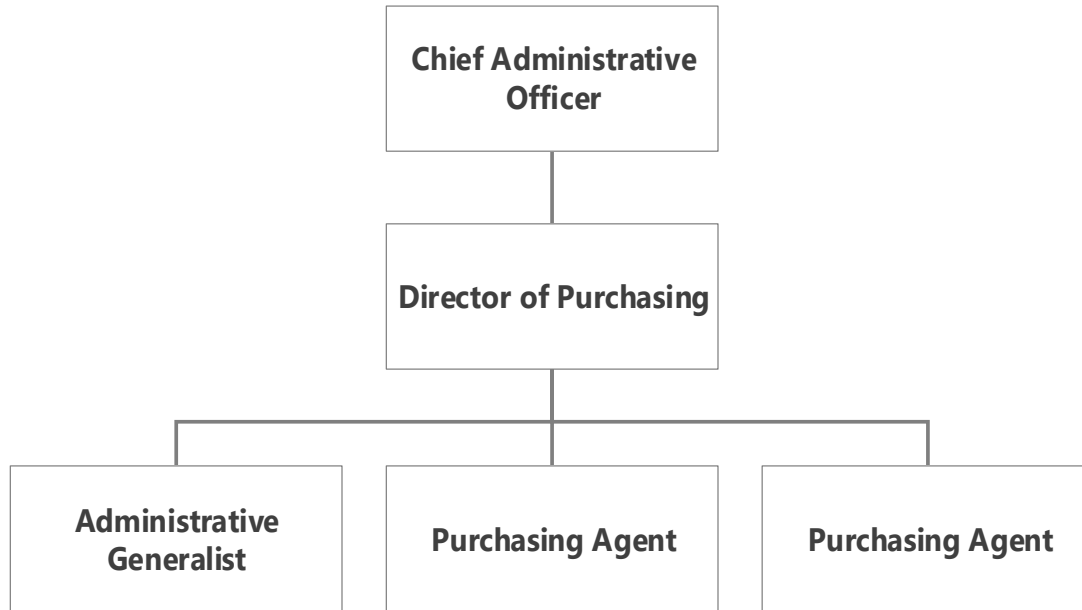 Chief Administrative
Officer
Director of Purchasing
Administrative
Generalist
Purchasing Agent
Purchasing Agent